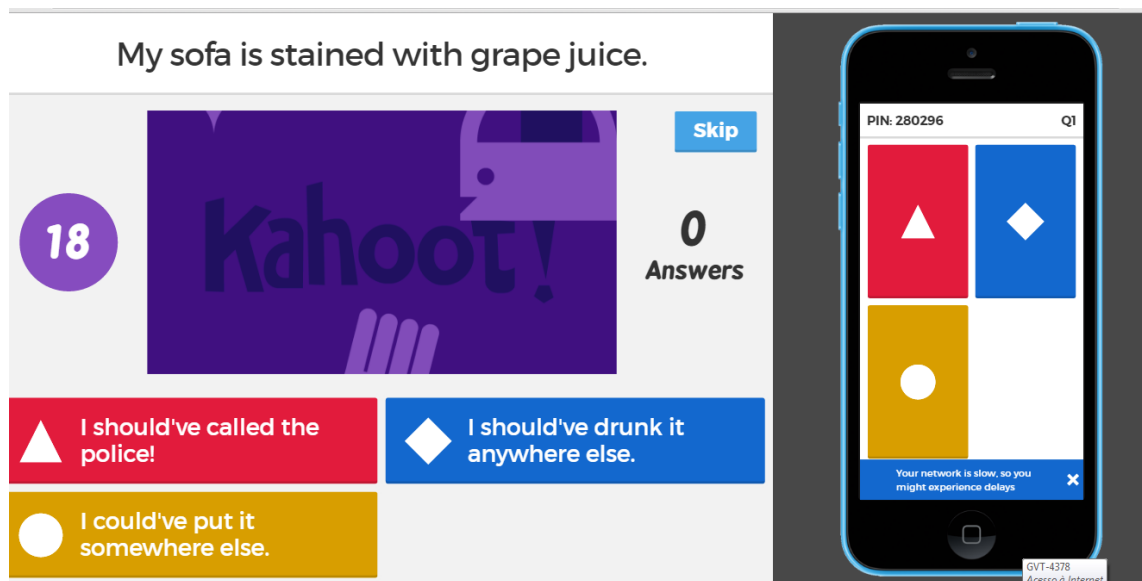 My sofa is stained with grape juice.
Skip
18
Kahoot!
0
Answers
I should've called the
police!
I should've drunk it
anywhere else.
I could've put it
somewhere else.
PIN: 280296 Q1
Your network is slow, so you
might experience delays
GVT-4378
Acesso à Internet